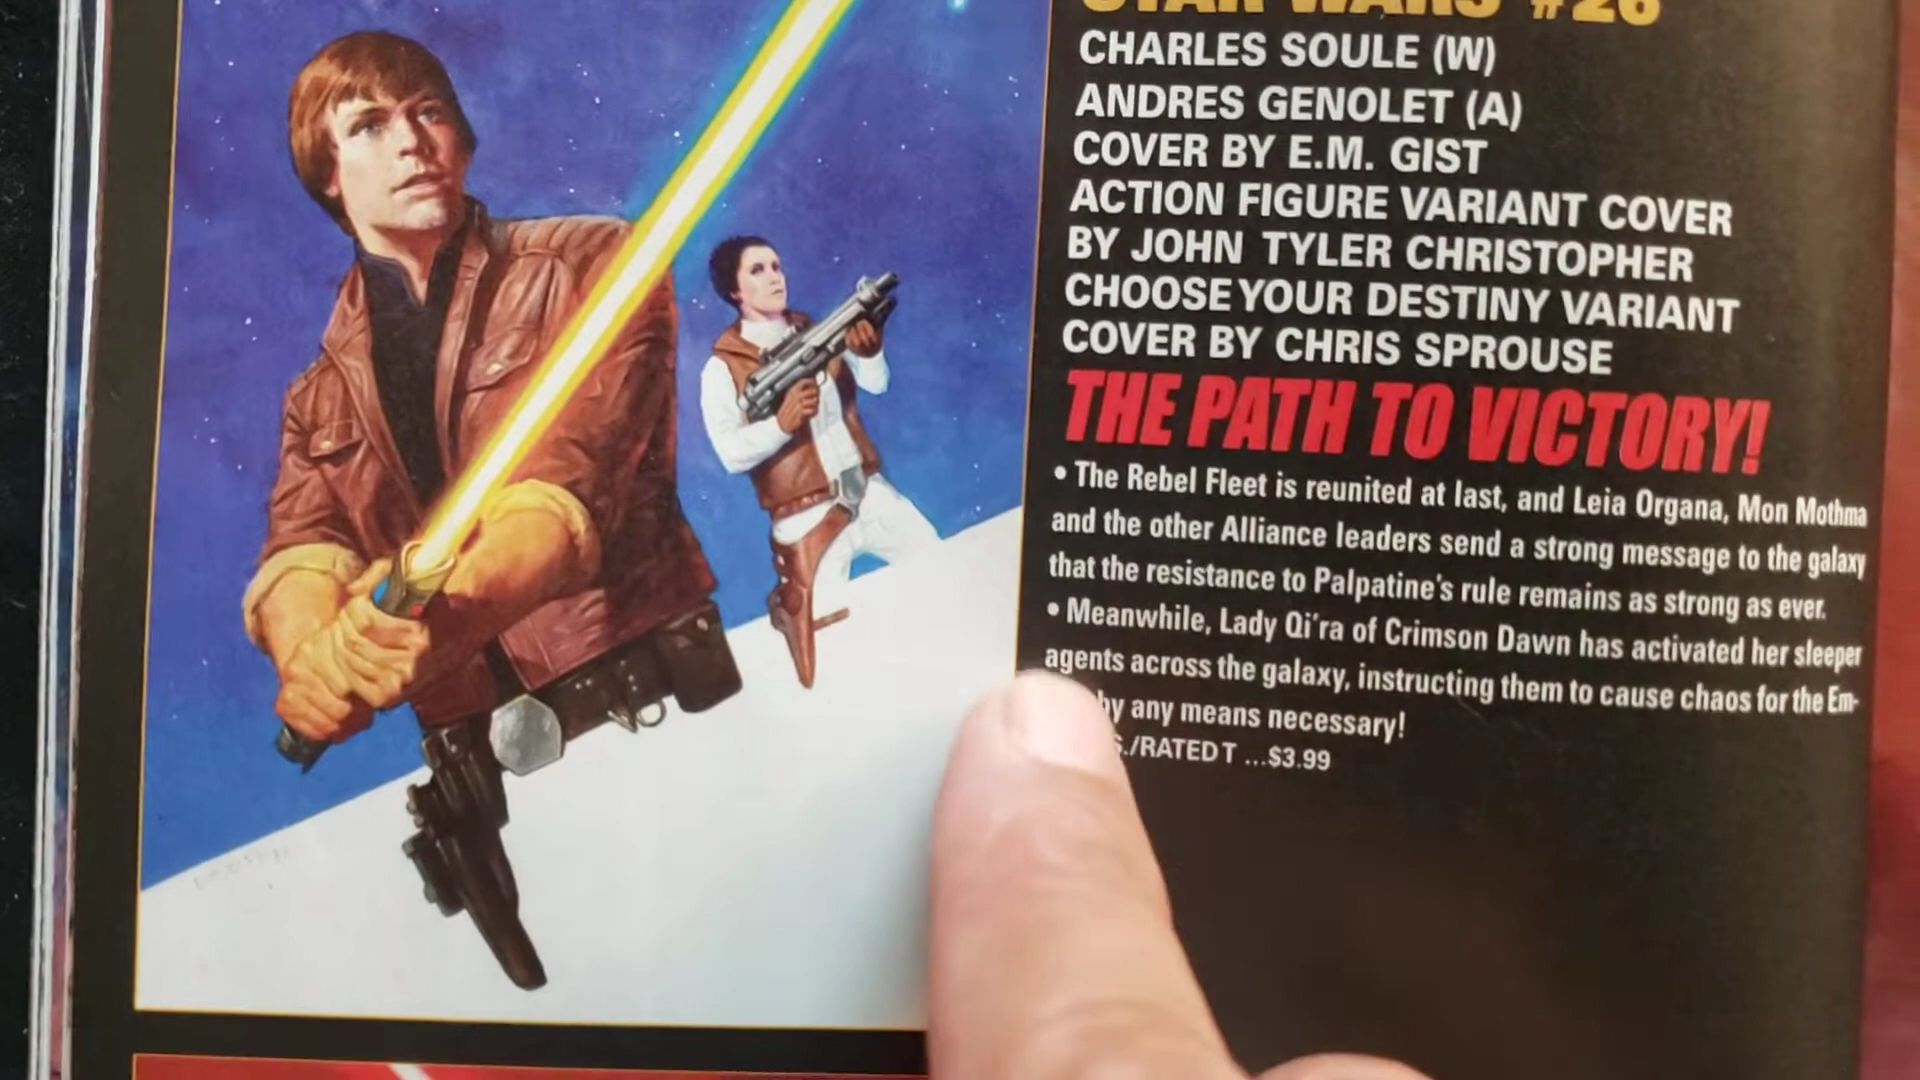 STAR WARS #26
CHARLES SOULE (W)
ANDRES GENOLET (A)
COVER BY E.M. GIST
ACTION FIGURE VARIANT COVER
BY JOHN TYLER CHRISTOPHER
CHOOSE YOUR DESTINY VARIANT
COVER BY CHRIS SPROUSE
THE PATH TO VICTORY!
• The Rebel Fleet is reunited at last, and Leia Organa, Mon Mothma
and the other Alliance leaders send a strong message to the galaxy
that the resistance to Palpatine's rule remains as strong as ever.
• Meanwhile, Lady Qi'ra of Crimson Dawn has activated her sleeper
agents across the galaxy, instructing them to cause chaos for the Em-
by any means necessary!
./RATED T ...$3.99